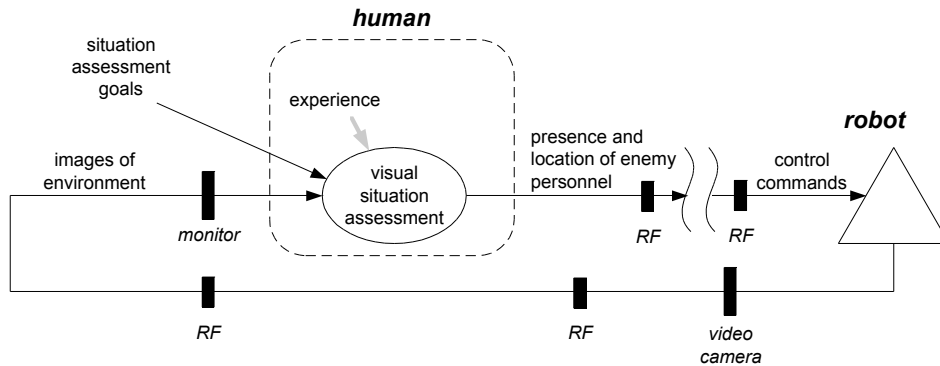 human
situation
assessment
goals
experience
robot
images of
environment
visual
situation
assessment
presence and
location of enemy
personnel
control
commands
monitor
RF
RF
RF
RF
video
camera